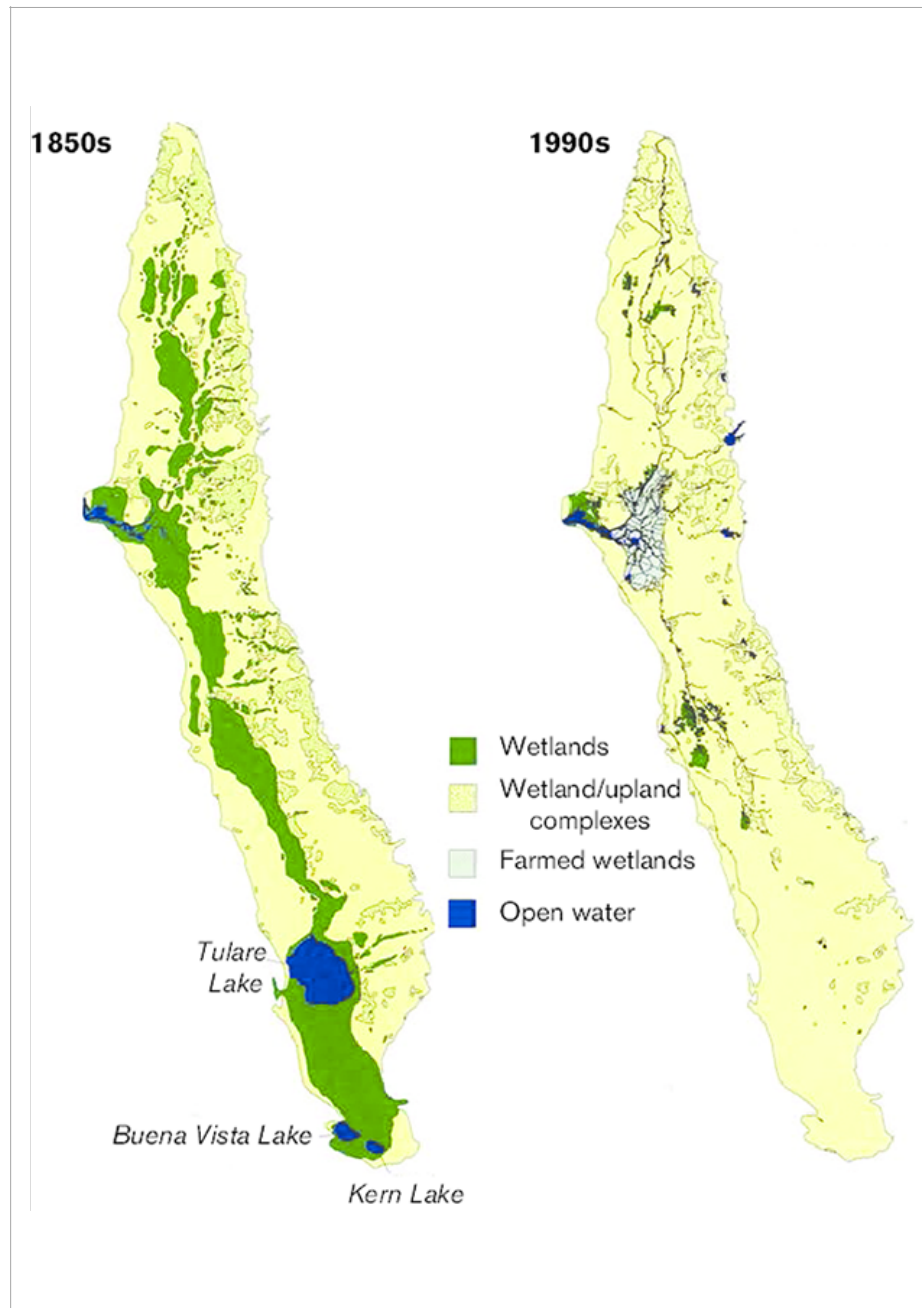 1850s
1990s
Wetlands
Wetland/upland
complexes
Farmed wetlands
Open water
Tulare
Lake
Buena Vista Lake
Kern Lake